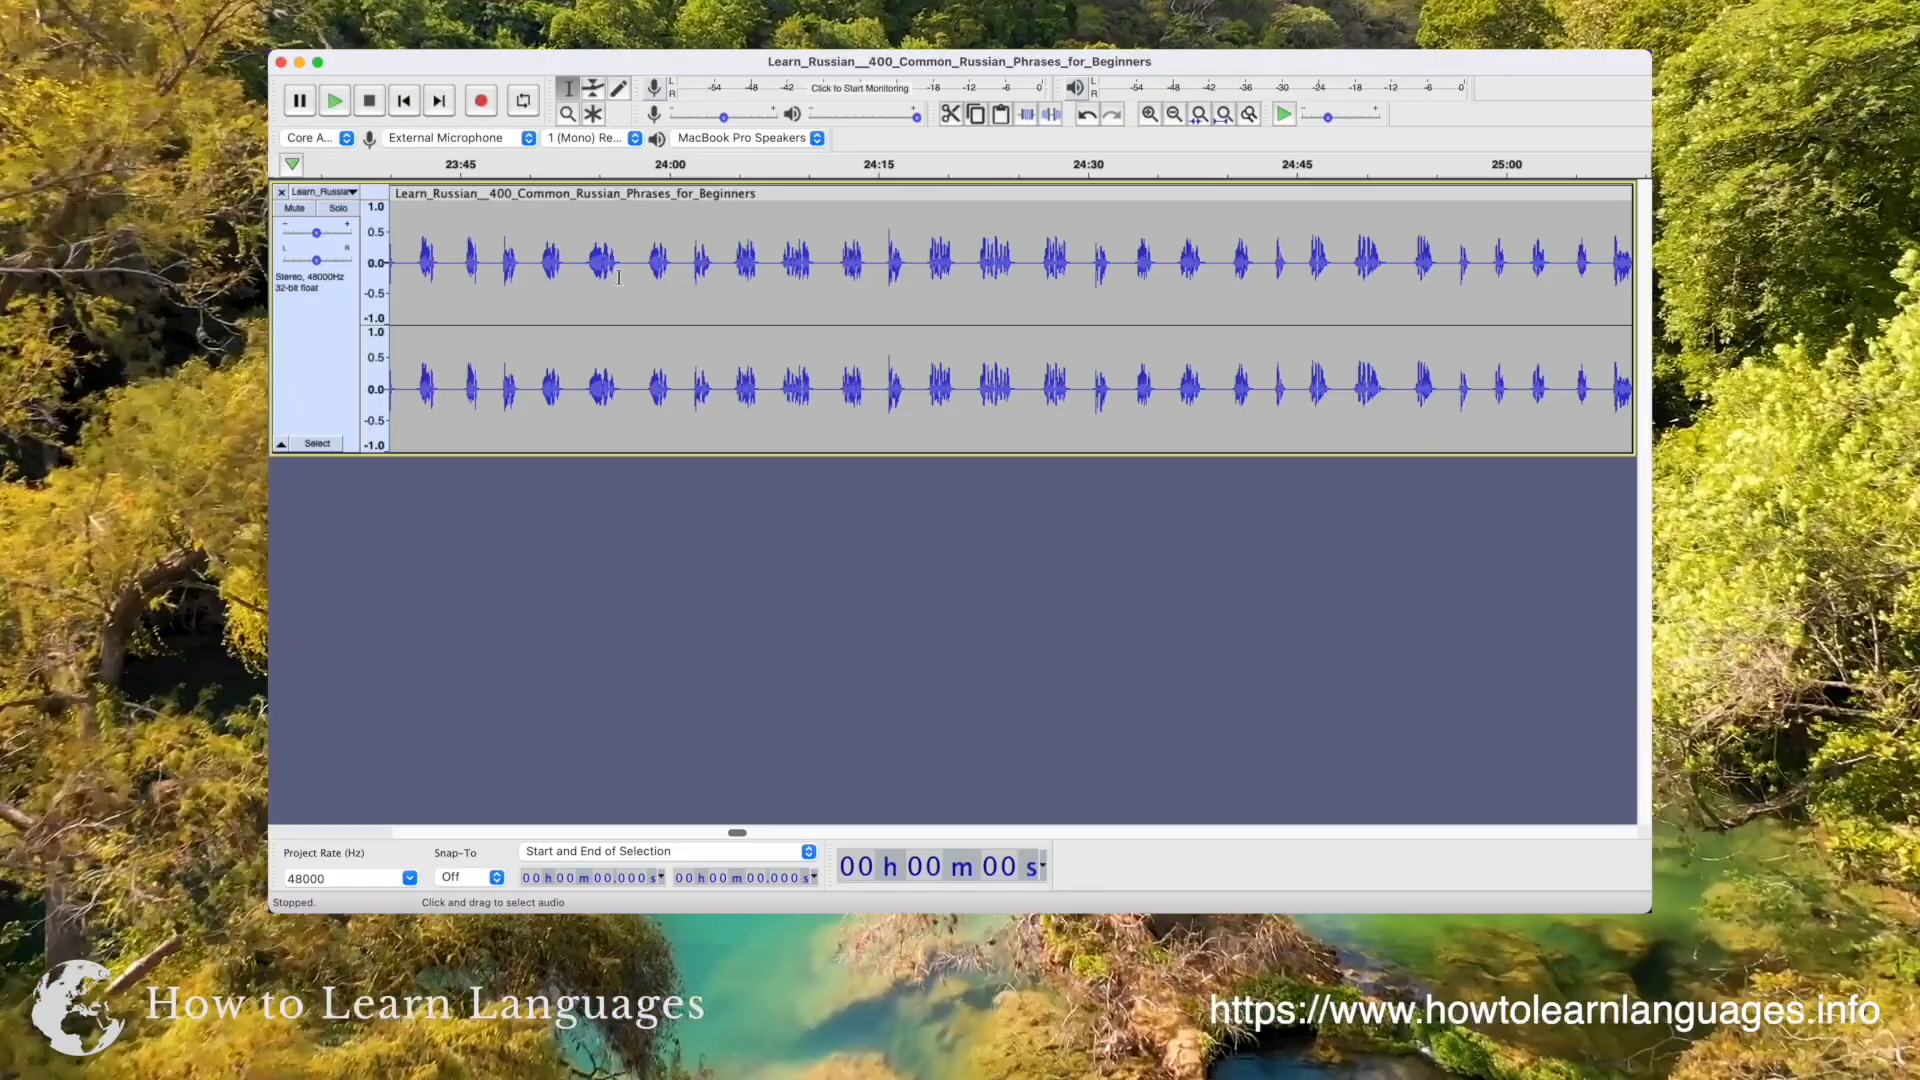 Learn_Russian__400_Common_Russian_Phrases_for_Beginners
L
R
-54 -48 -42 Click to Start Monitoring -18 -12 -6 0
L
R
-54 -48 -42 -36 -30 -24 -18 -12 -6 0
- + - +
- +
Core A... External Microphone 1 (Mono) Re... MacBook Pro Speakers
23:45 24:00 24:15 24:30 24:45 25:00
Learn_Russia
Learn_Russian__400_Common_Russian_Phrases_for_Beginners
Mute Solo
- +
L R
Stereo, 48000Hz
32-bit float
1.0
0.5
0.0
-0.5
-1.0
1.0
0.5
0.0
-0.5
-1.0
Select
Project Rate (Hz) Snap-To Start and End of Selection
48000 Off 00 h 00 m 00.000 s 00 h 00 m 00.000 s 00 h 00 m 00 s
Stopped. Click and drag to select audio
How to Learn Languages
https://www.howtolearnlanguages.info